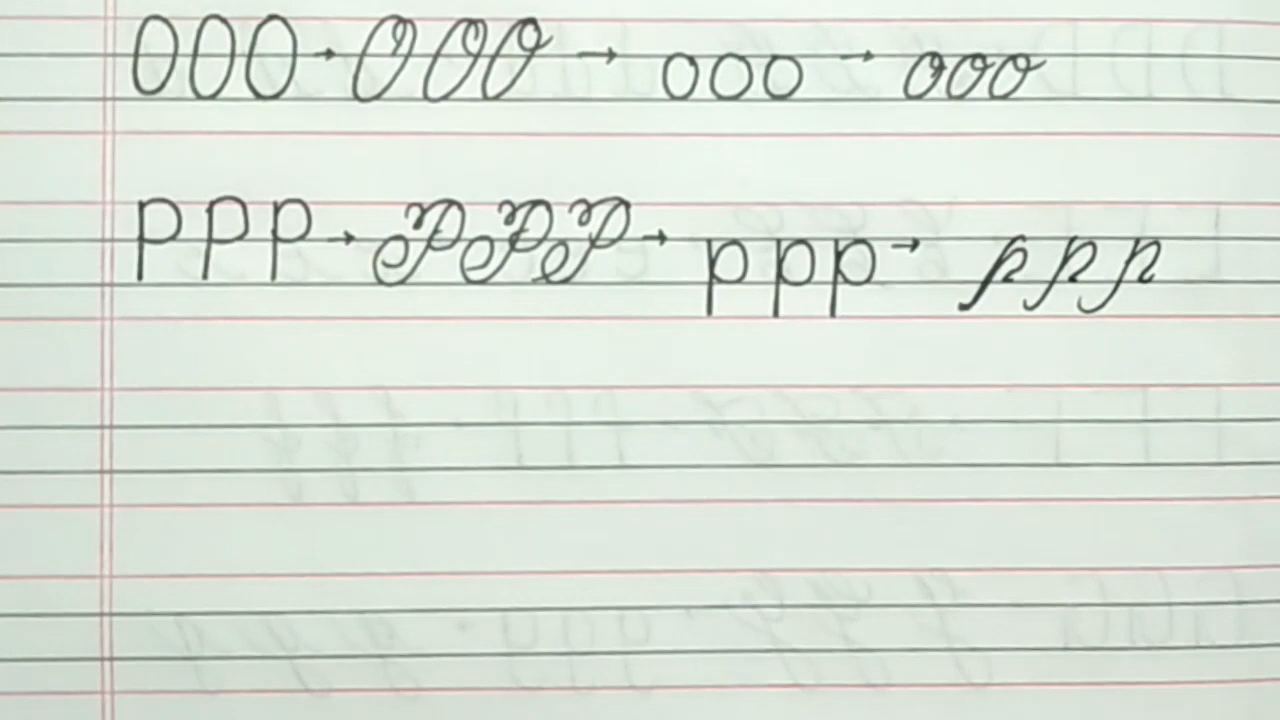 OOO → OOO → ooo → ooo
PPP → PPP → ppp → ppp